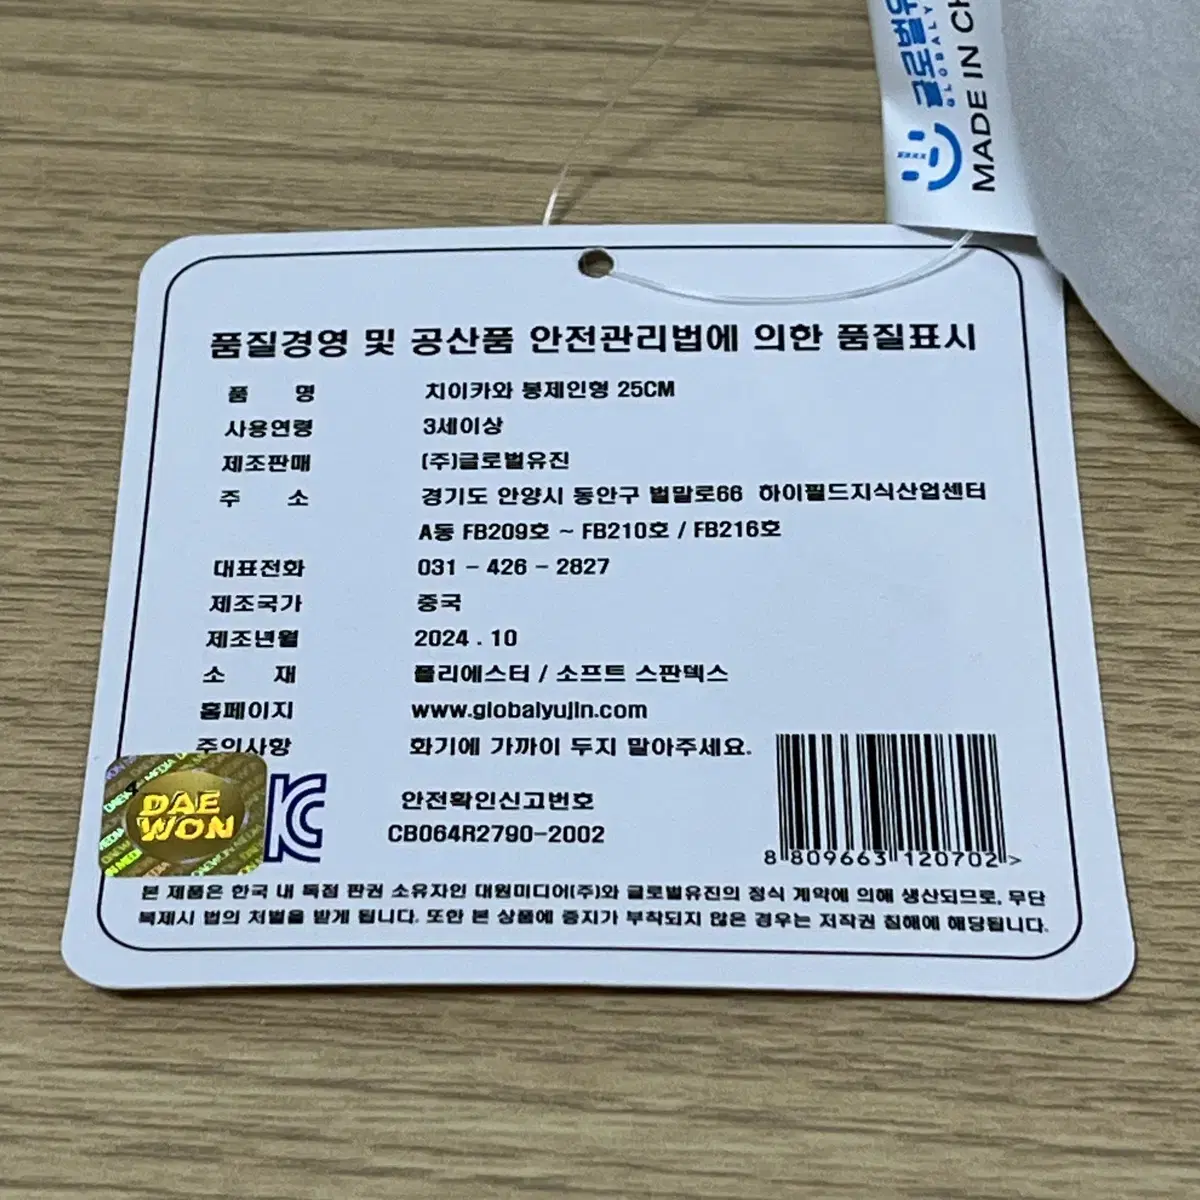 글로벌유
GLOBALY
MADE IN CH
품질경영 및 공산품 안전관리법에 의한 품질표시
품 명 치이카와 봉제인형 25CM
사용연령 3세이상
제조판매 (주)글로벌유진
주 소 경기도 안양시 동안구 벌말로66 하이필드지식산업센터
A동 FB209호 ~ FB210호 / FB216호
대표전화 031 - 426 - 2827
제조국가 중국
제조년월 2024 . 10
소 재 폴리에스터 / 소프트 스판덱스
홈페이지 www.globalyujin.com
주의사항 화기에 가까이 두지 말아주세요.
DAE
WON
KC
안전확인신고번호
CB064R2790-2002
8 809663 120702 >
본 제품은 한국 내 독점 판권 소유자인 대원미디어(주)와 글로벌유진의 정식 계약에 의해 생산되므로, 무단
복제시 법의 처벌을 받게 됩니다. 또한 본 상품에 증지가 부착되지 않은 경우는 저작권 침해에 해당됩니다.